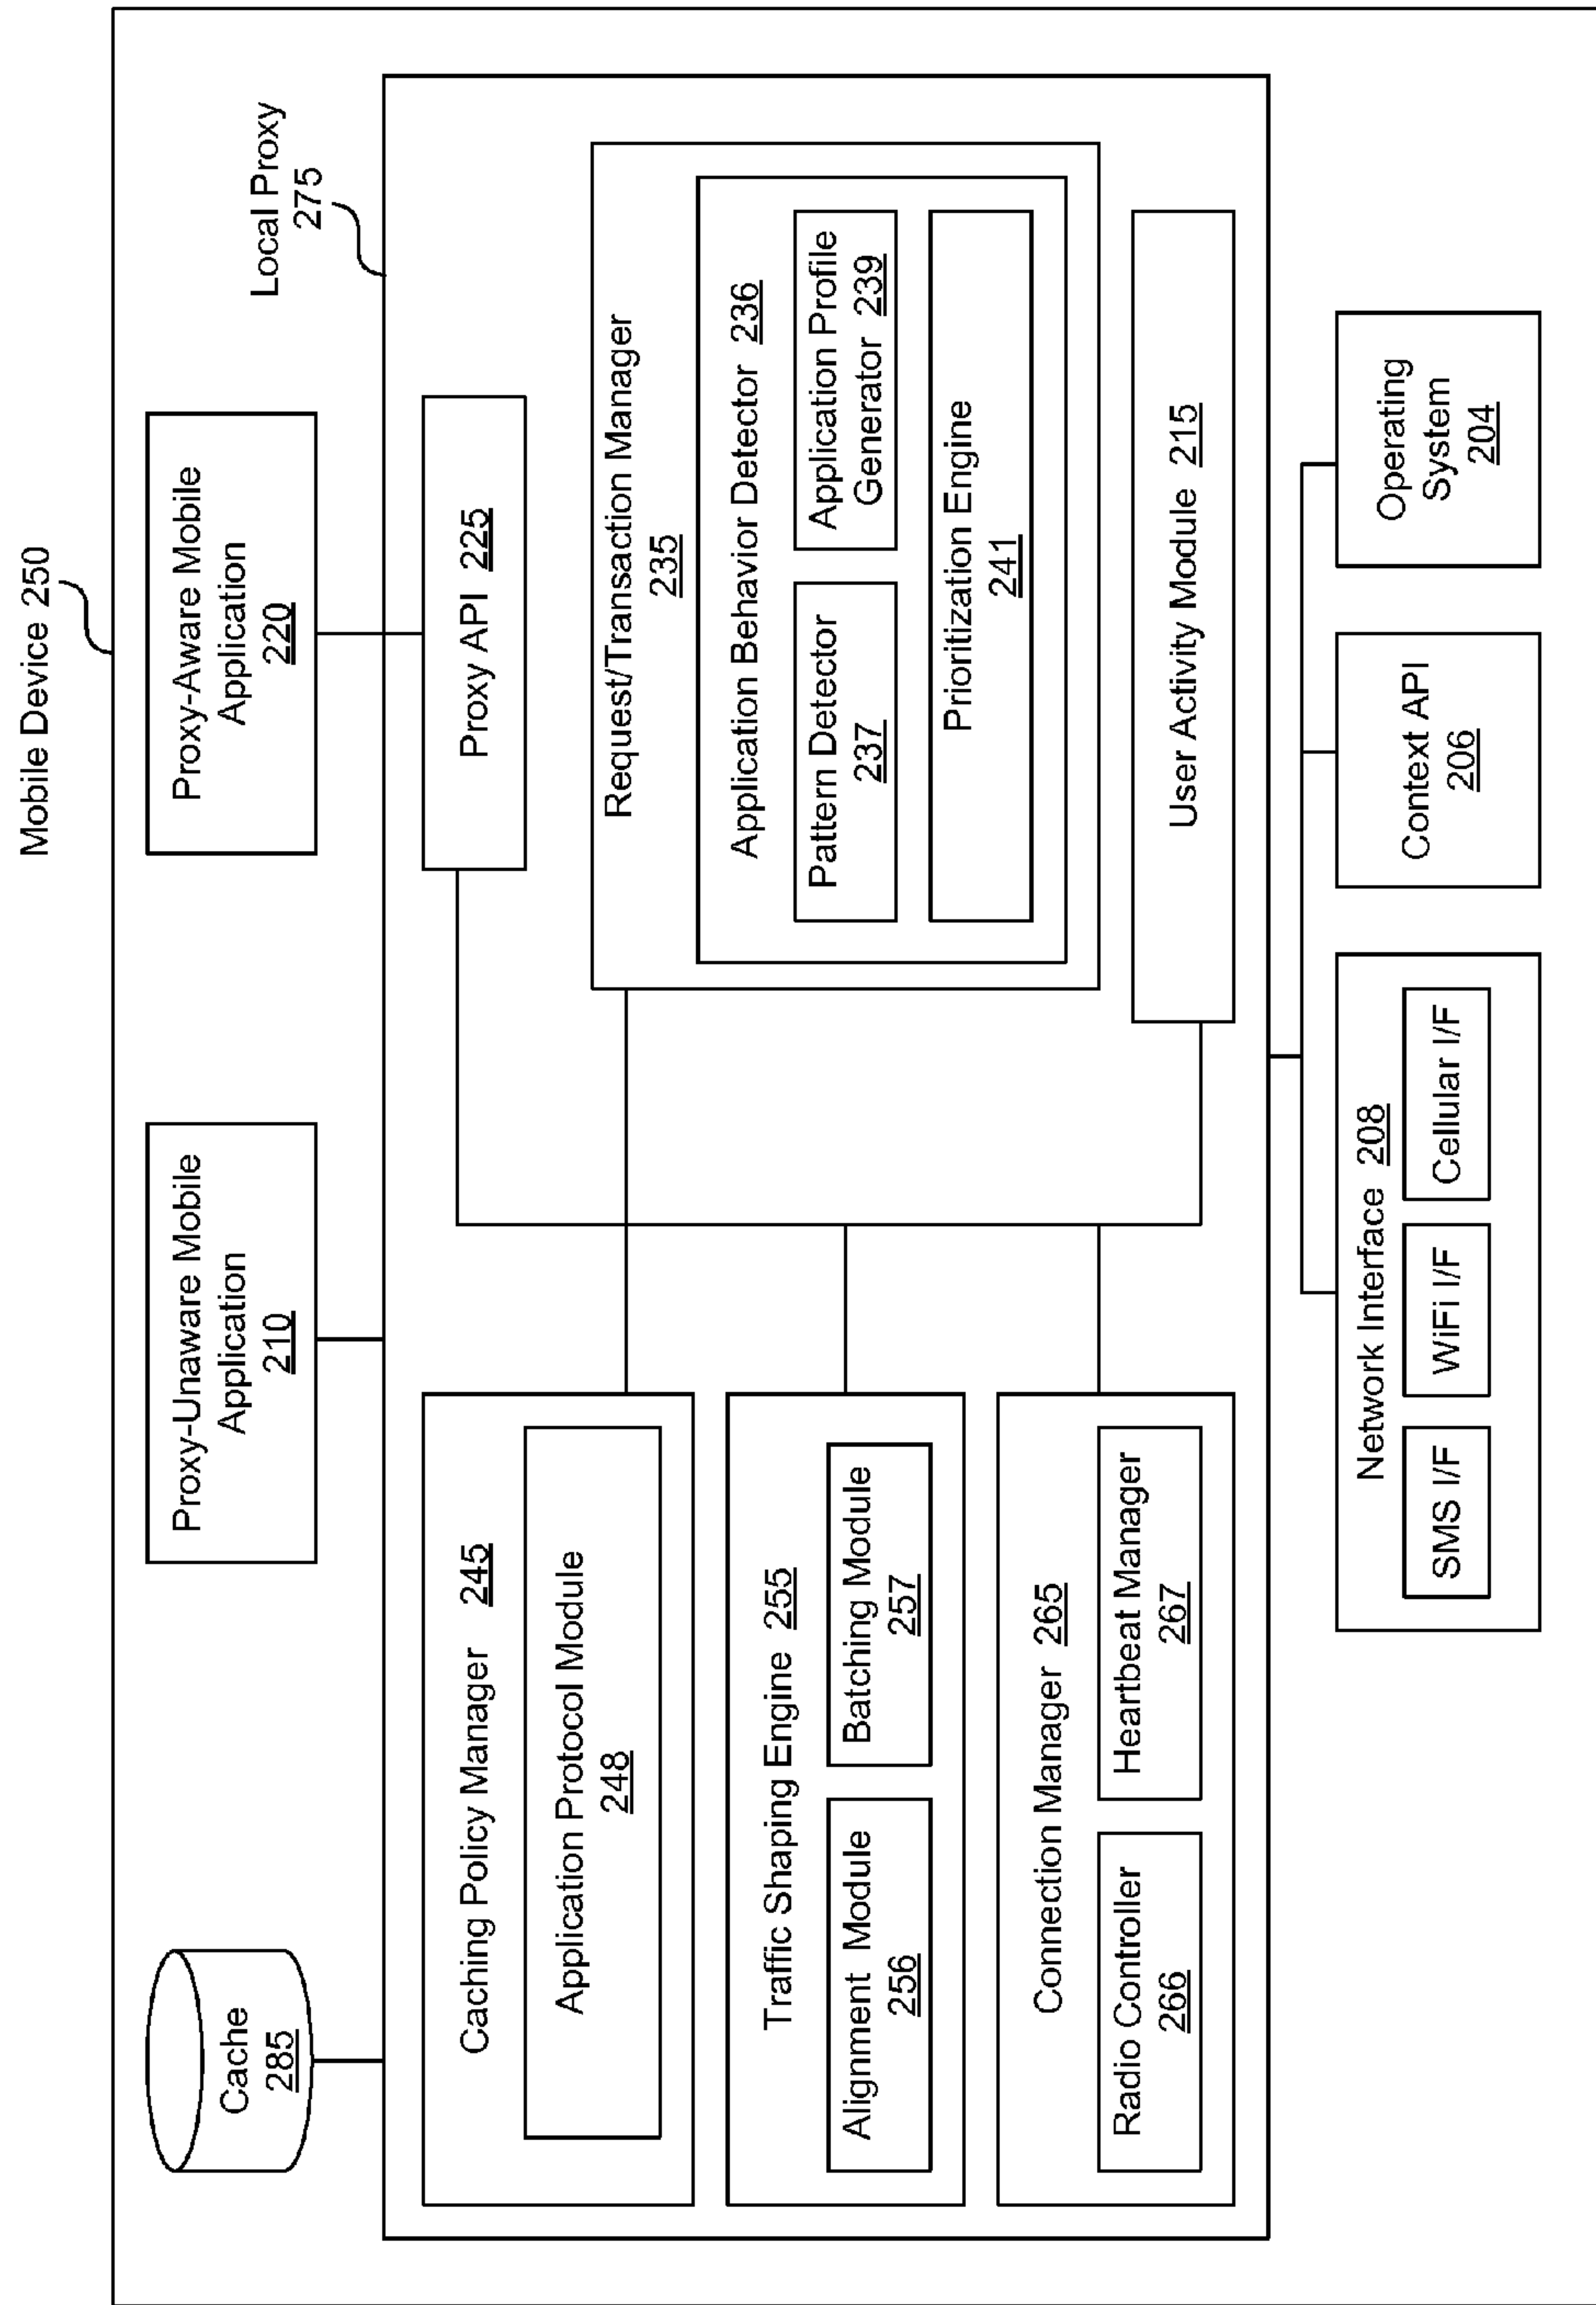 Mobile Device 250
Cache
285
Proxy-Unaware Mobile
Application
210
Proxy-Aware Mobile
Application
220
Local Proxy
275
Caching Policy Manager 245
Application Protocol Module
248
Traffic Shaping Engine 255
Alignment Module
256
Batching Module
257
Connection Manager 265
Radio Controller
266
Heartbeat Manager
267
Proxy API 225
Request/Transaction Manager
235
Application Behavior Detector 236
Pattern Detector
237
Application Profile
Generator 239
Prioritization Engine
241
User Activity Module 215
Network Interface 208
SMS I/F
WiFi I/F
Cellular I/F
Context API
206
Operating
System
204